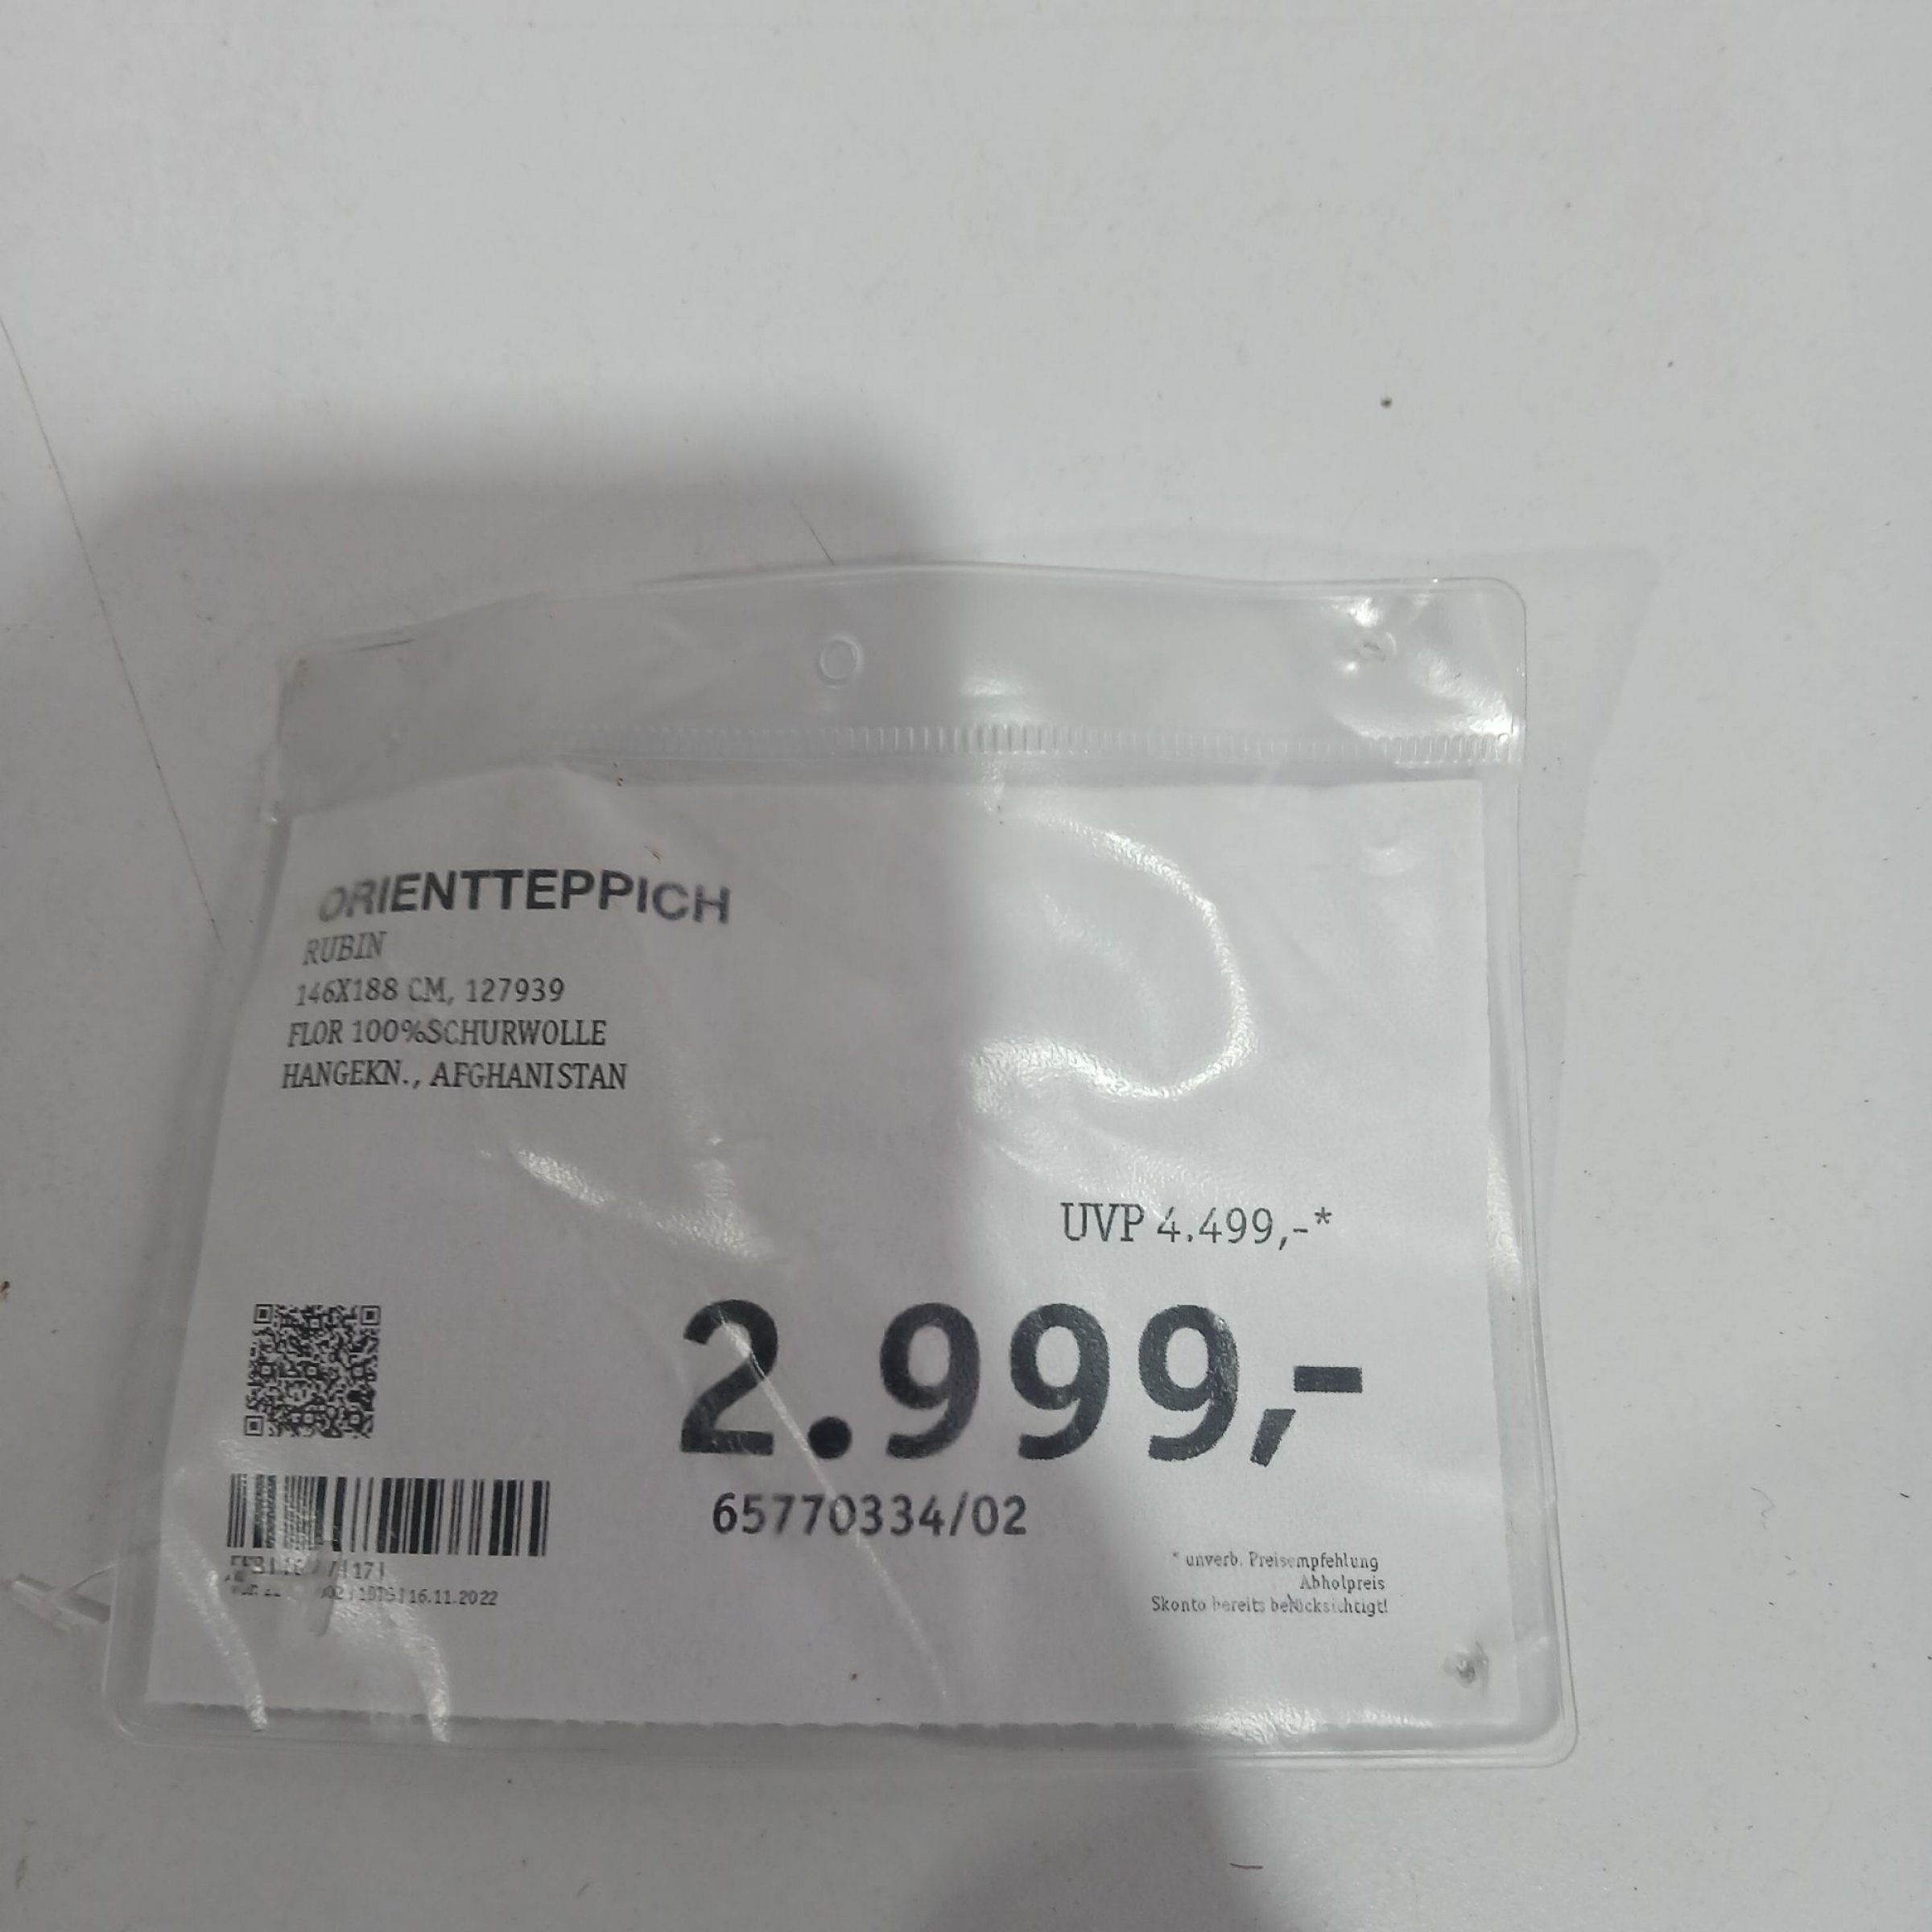 ORIENTTEPPICH
RUBIN
146X188 CM, 127939
FLOR 100%SCHURWOLLE
HANGEKN., AFGHANISTAN
UVP 4.499,-*
2.999,-
65770334/02
* unverb. Preisempfehlung
Abholpreis
Skonto bereits berücksichtigt!
16.11.2022